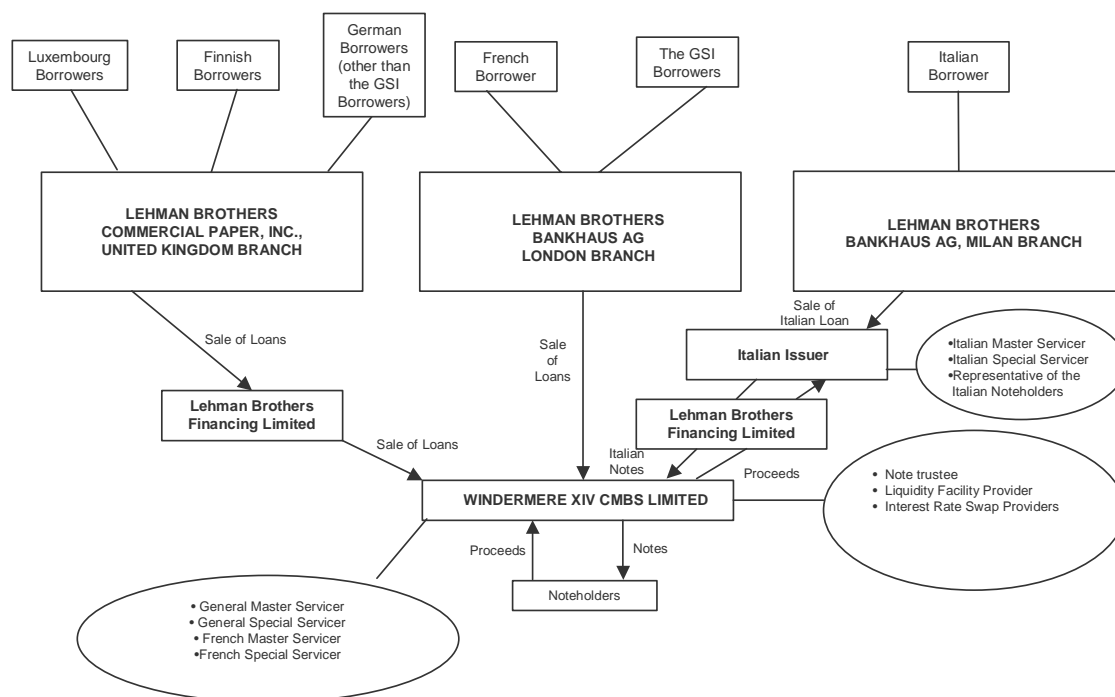 Luxembourg
Borrowers
Finnish
Borrowers
German
Borrowers
(other than
the GSI
Borrowers)
French
Borrower
The GSI
Borrowers
Italian
Borrower
LEHMAN BROTHERS
COMMERCIAL PAPER, INC.,
UNITED KINGDOM BRANCH
LEHMAN BROTHERS
BANKHAUS AG
LONDON BRANCH
LEHMAN BROTHERS
BANKHAUS AG, MILAN BRANCH
Sale of Loans
Sale
of
Loans
Sale of
Italian Loan
Italian Issuer
•Italian Master Servicer
•Italian Special Servicer
•Representative of the
Italian Noteholders
Lehman Brothers
Financing Limited
Lehman Brothers
Financing Limited
Sale of Loans
Italian
Notes
Proceeds
WINDERMERE XIV CMBS LIMITED
• Note trustee
• Liquidity Facility Provider
• Interest Rate Swap Providers
Proceeds
Notes
Noteholders
• General Master Servicer
• General Special Servicer
• French Master Servicer
• French Special Servicer